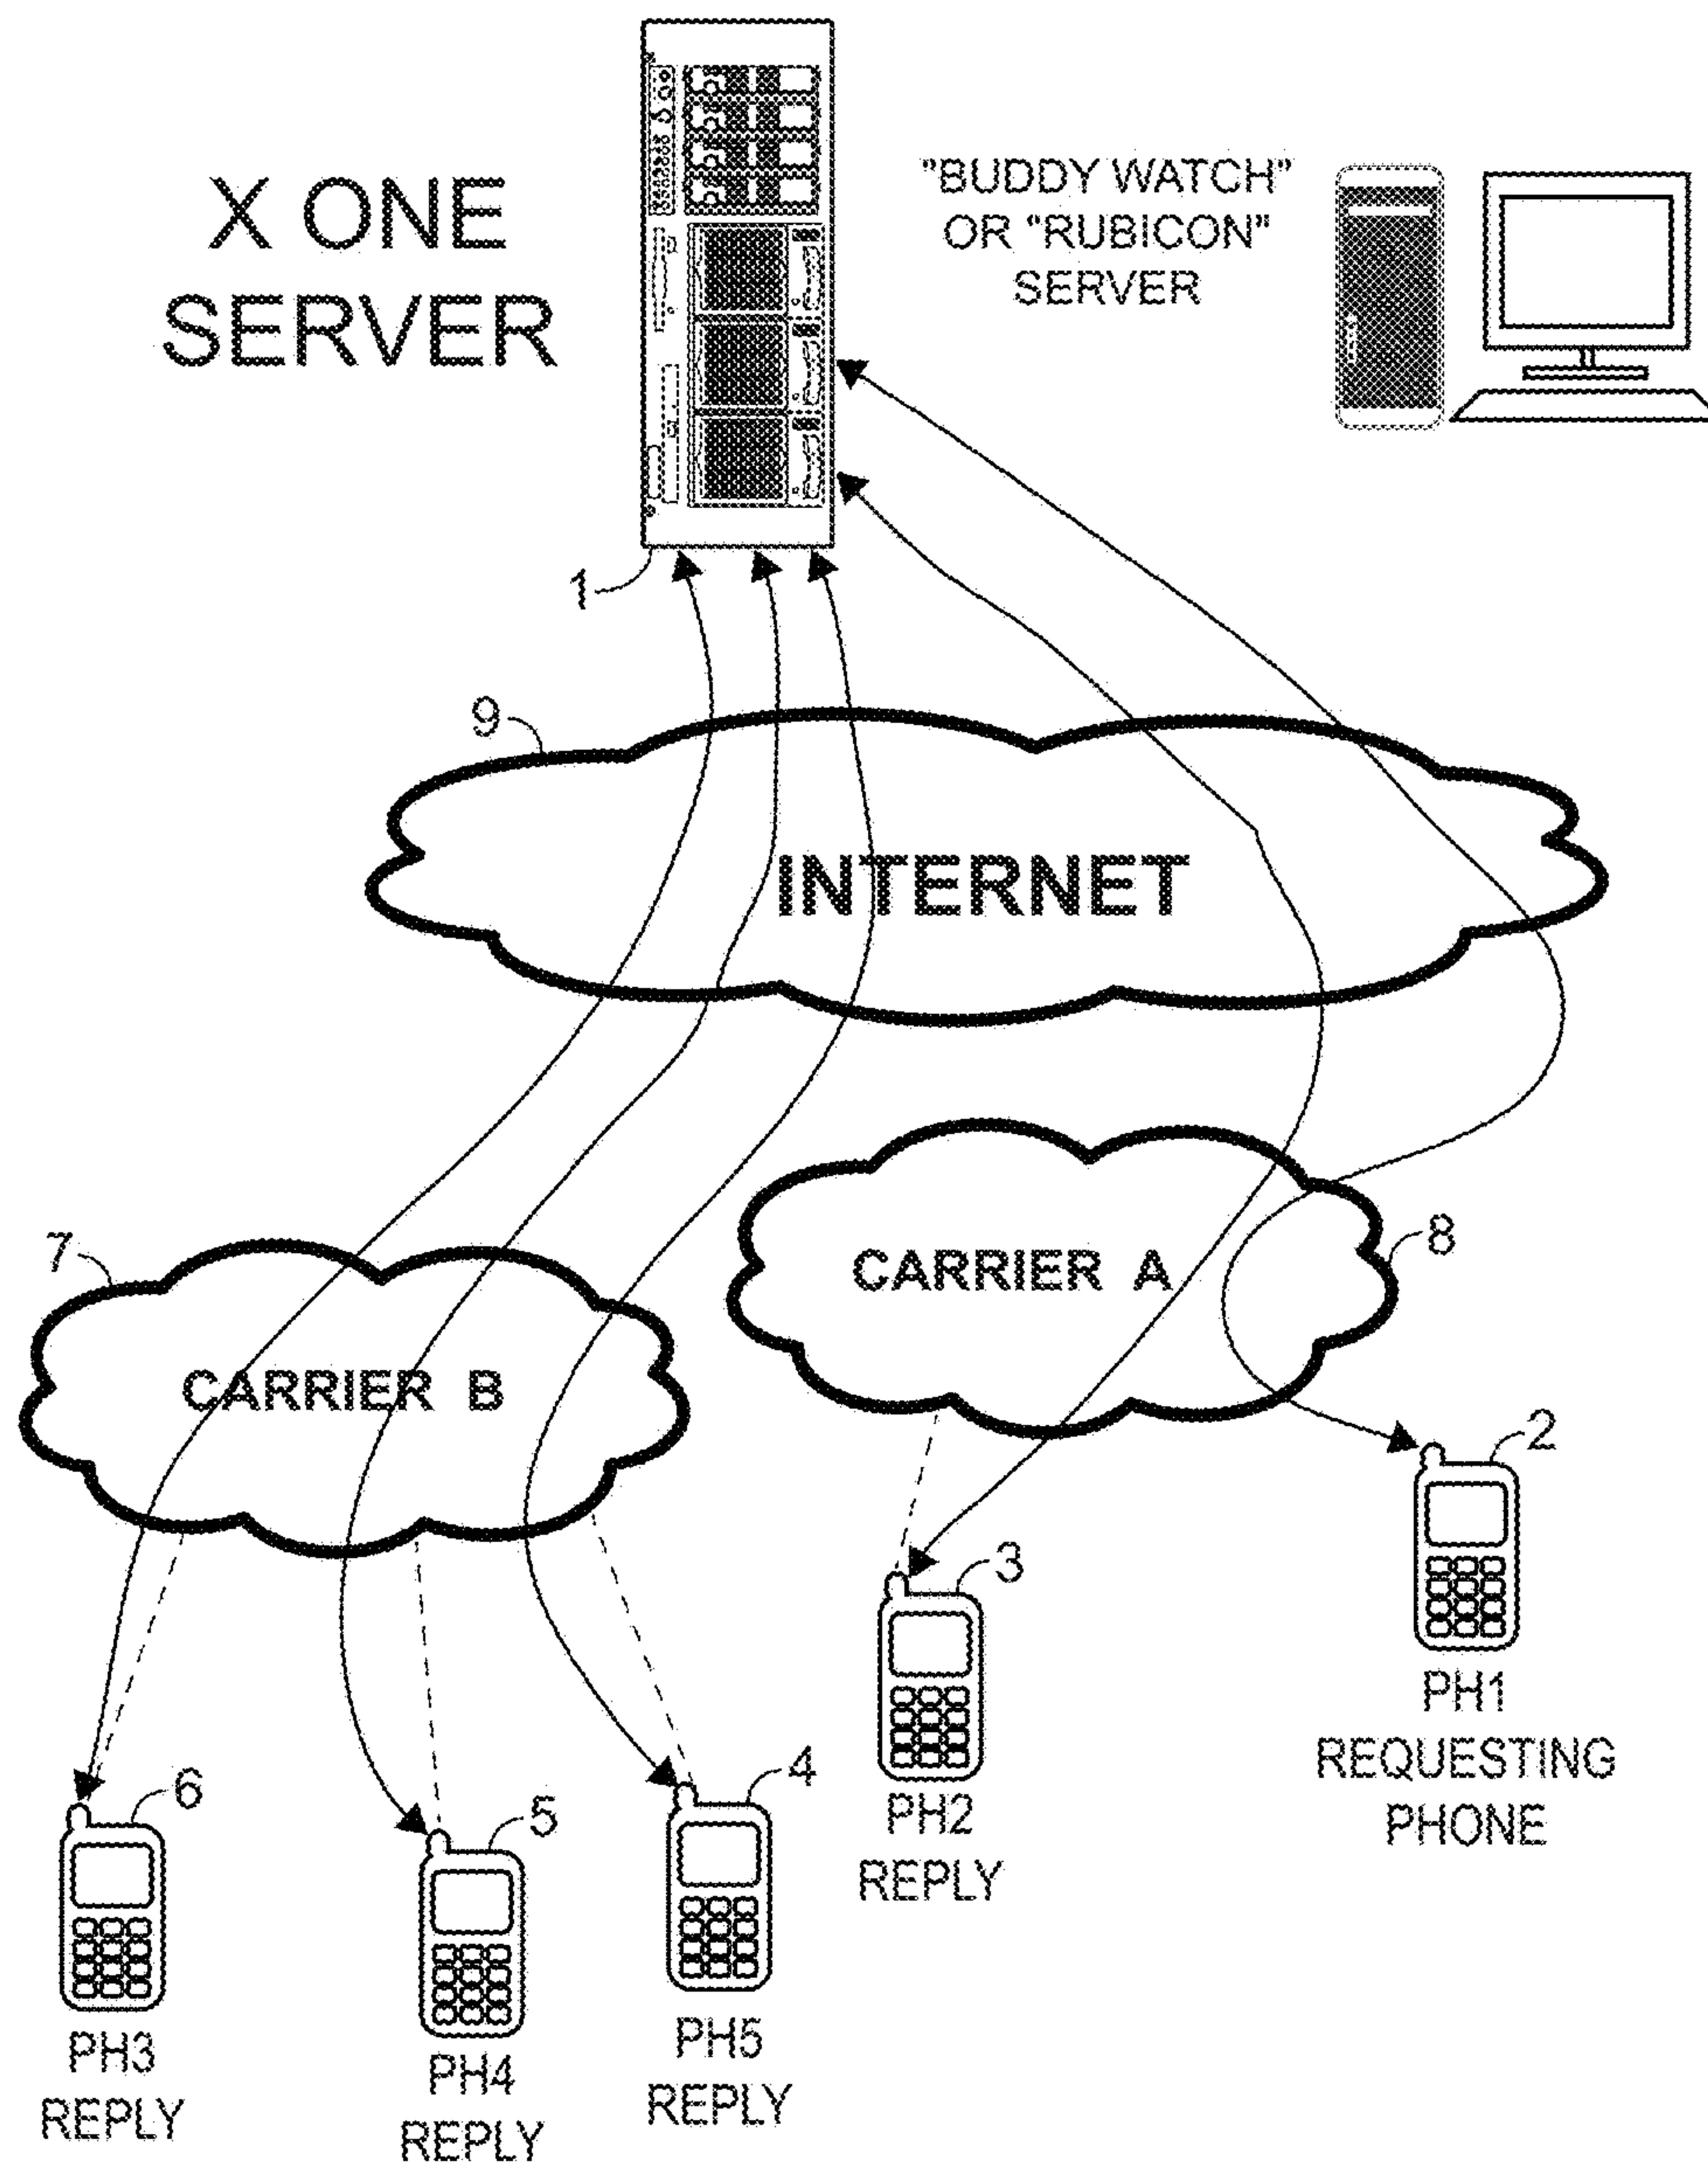 X ONE
SERVER
"BUDDY WATCH"
OR "RUBICON"
SERVER
1
9
INTERNET
7
CARRIER B
CARRIER A
8
2
PH1
REQUESTING
PHONE
3
PH2
REPLY
6
PH3
REPLY
5
PH4
REPLY
4
PH5
REPLY